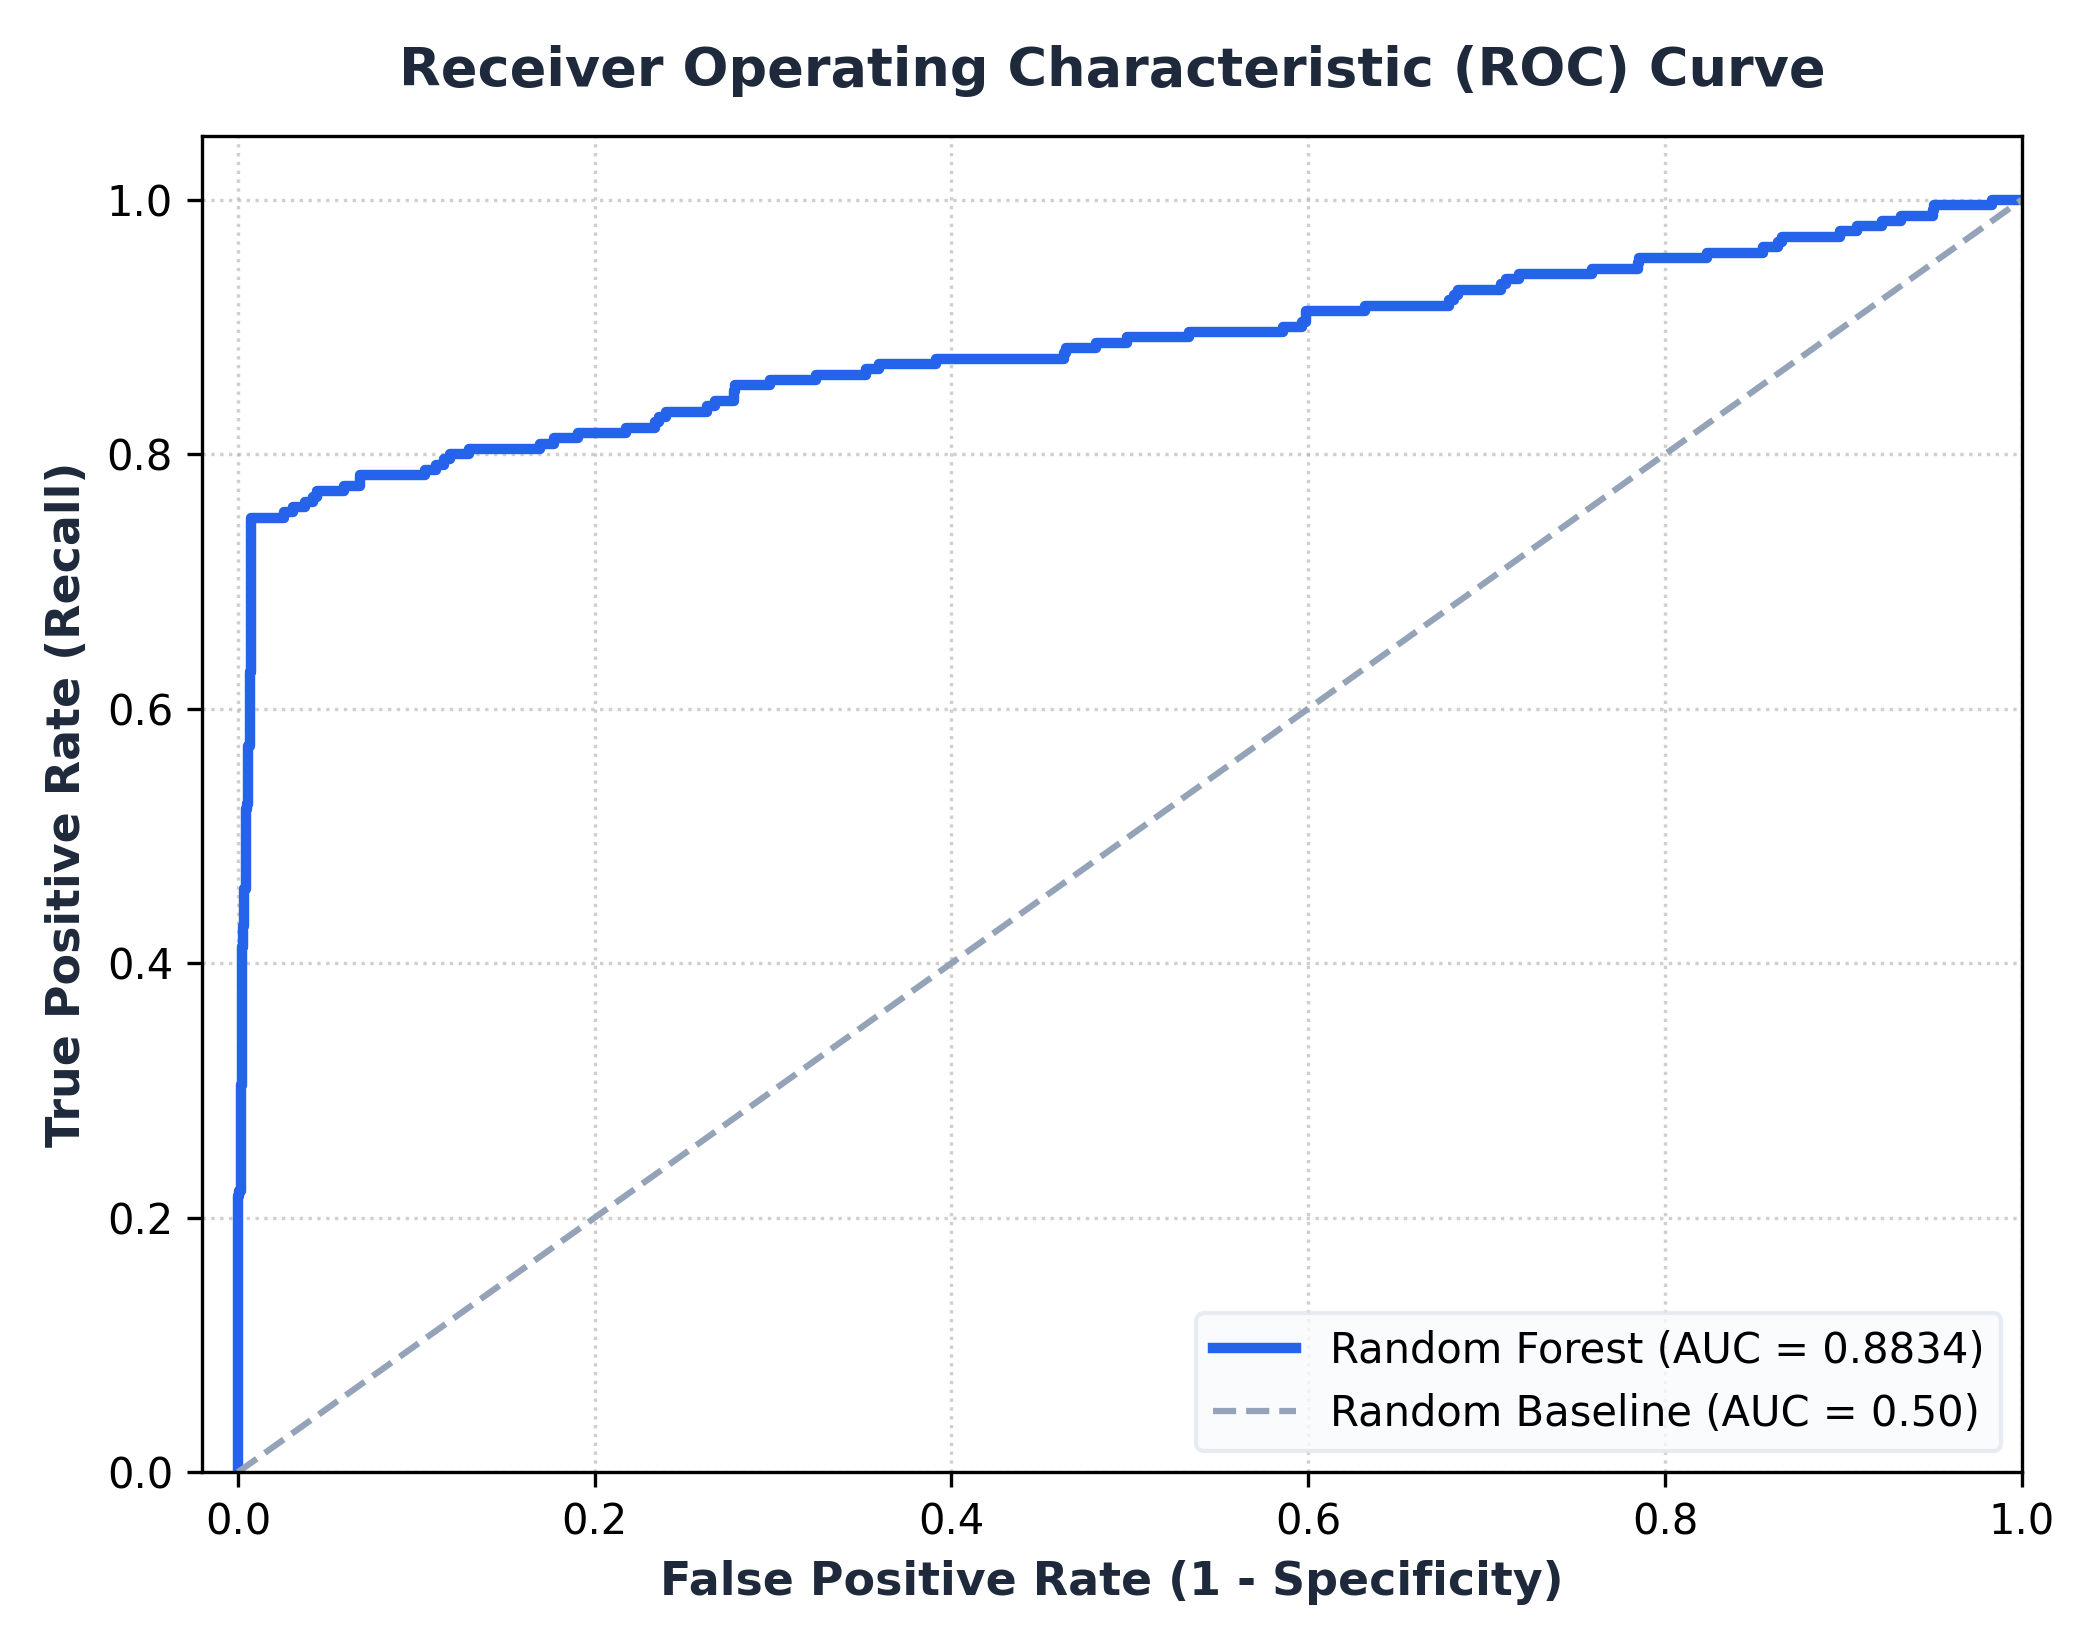 Receiver Operating Characteristic (ROC) Curve
True Positive Rate (Recall)
1.0
0.8
0.6
0.4
0.2
0.0
Random Forest (AUC = 0.8834)
Random Baseline (AUC = 0.50)
0.0 0.2 0.4 0.6 0.8 1.0
False Positive Rate (1 - Specificity)